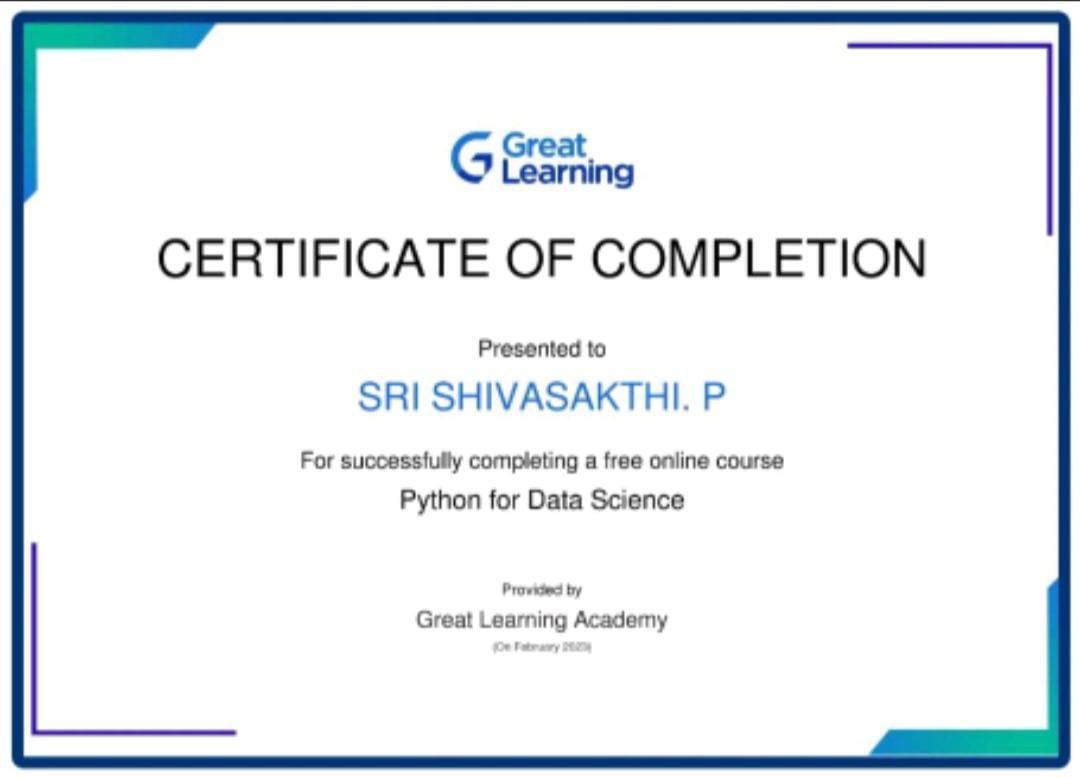 Great
Learning
CERTIFICATE OF COMPLETION
Presented to
SRI SHIVASAKTHI. P
For successfully completing a free online course
Python for Data Science
Provided by
Great Learning Academy
(On February 2023)